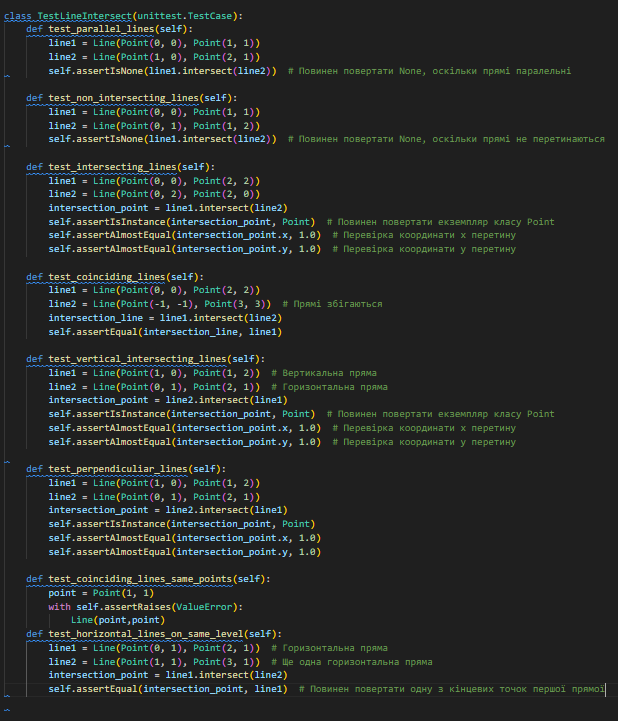 class TestLineIntersect(unittest.TestCase):
    def test_parallel_lines(self):
        line1 = Line(Point(0, 0), Point(1, 1))
        line2 = Line(Point(1, 0), Point(2, 1))
        self.assertIsNone(line1.intersect(line2))  # Повинен повертати None, оскільки прямі паралельні
    def test_non_intersecting_lines(self):
        line1 = Line(Point(0, 0), Point(1, 1))
        line2 = Line(Point(0, 1), Point(1, 2))
        self.assertIsNone(line1.intersect(line2))  # Повинен повертати None, оскільки прямі не перетинаються
    def test_intersecting_lines(self):
        line1 = Line(Point(0, 0), Point(2, 2))
        line2 = Line(Point(0, 2), Point(2, 0))
        intersection_point = line1.intersect(line2)
        self.assertIsInstance(intersection_point, Point)  # Повинен повертати екземпляр класу Point
        self.assertAlmostEqual(intersection_point.x, 1.0)  # Перевірка координати x перетину
        self.assertAlmostEqual(intersection_point.y, 1.0)  # Перевірка координати y перетину
    def test_coinciding_lines(self):
        line1 = Line(Point(0, 0), Point(2, 2))
        line2 = Line(Point(-1, -1), Point(3, 3))  # Прямі збігаються
        intersection_line = line1.intersect(line2)
        self.assertEqual(intersection_line, line1)
    def test_vertical_intersecting_lines(self):
        line1 = Line(Point(1, 0), Point(1, 2))  # Вертикальна пряма
        line2 = Line(Point(0, 1), Point(2, 1))  # Горизонтальна пряма
        intersection_point = line2.intersect(line1)
        self.assertIsInstance(intersection_point, Point)  # Повинен повертати екземпляр класу Point
        self.assertAlmostEqual(intersection_point.x, 1.0)  # Перевірка координати x перетину
        self.assertAlmostEqual(intersection_point.y, 1.0)  # Перевірка координати y перетину
    def test_perpendiculiar_lines(self):
        line1 = Line(Point(1, 0), Point(1, 2))
        line2 = Line(Point(0, 1), Point(2, 1))
        intersection_point = line2.intersect(line1)
        self.assertIsInstance(intersection_point, Point)
        self.assertAlmostEqual(intersection_point.x, 1.0)
        self.assertAlmostEqual(intersection_point.y, 1.0)
    def test_coinciding_lines_same_points(self):
        point = Point(1, 1)
        with self.assertRaises(ValueError):
            Line(point,point)
    def test_horizontal_lines_on_same_level(self):
        line1 = Line(Point(0, 1), Point(2, 1))  # Горизонтальна пряма
        line2 = Line(Point(1, 1), Point(3, 1))  # Ще одна горизонтальна пряма
        intersection_point = line1.intersect(line2)
        self.assertEqual(intersection_point, line1)  # Повинен повертати одну з кінцевих точок першої прямої